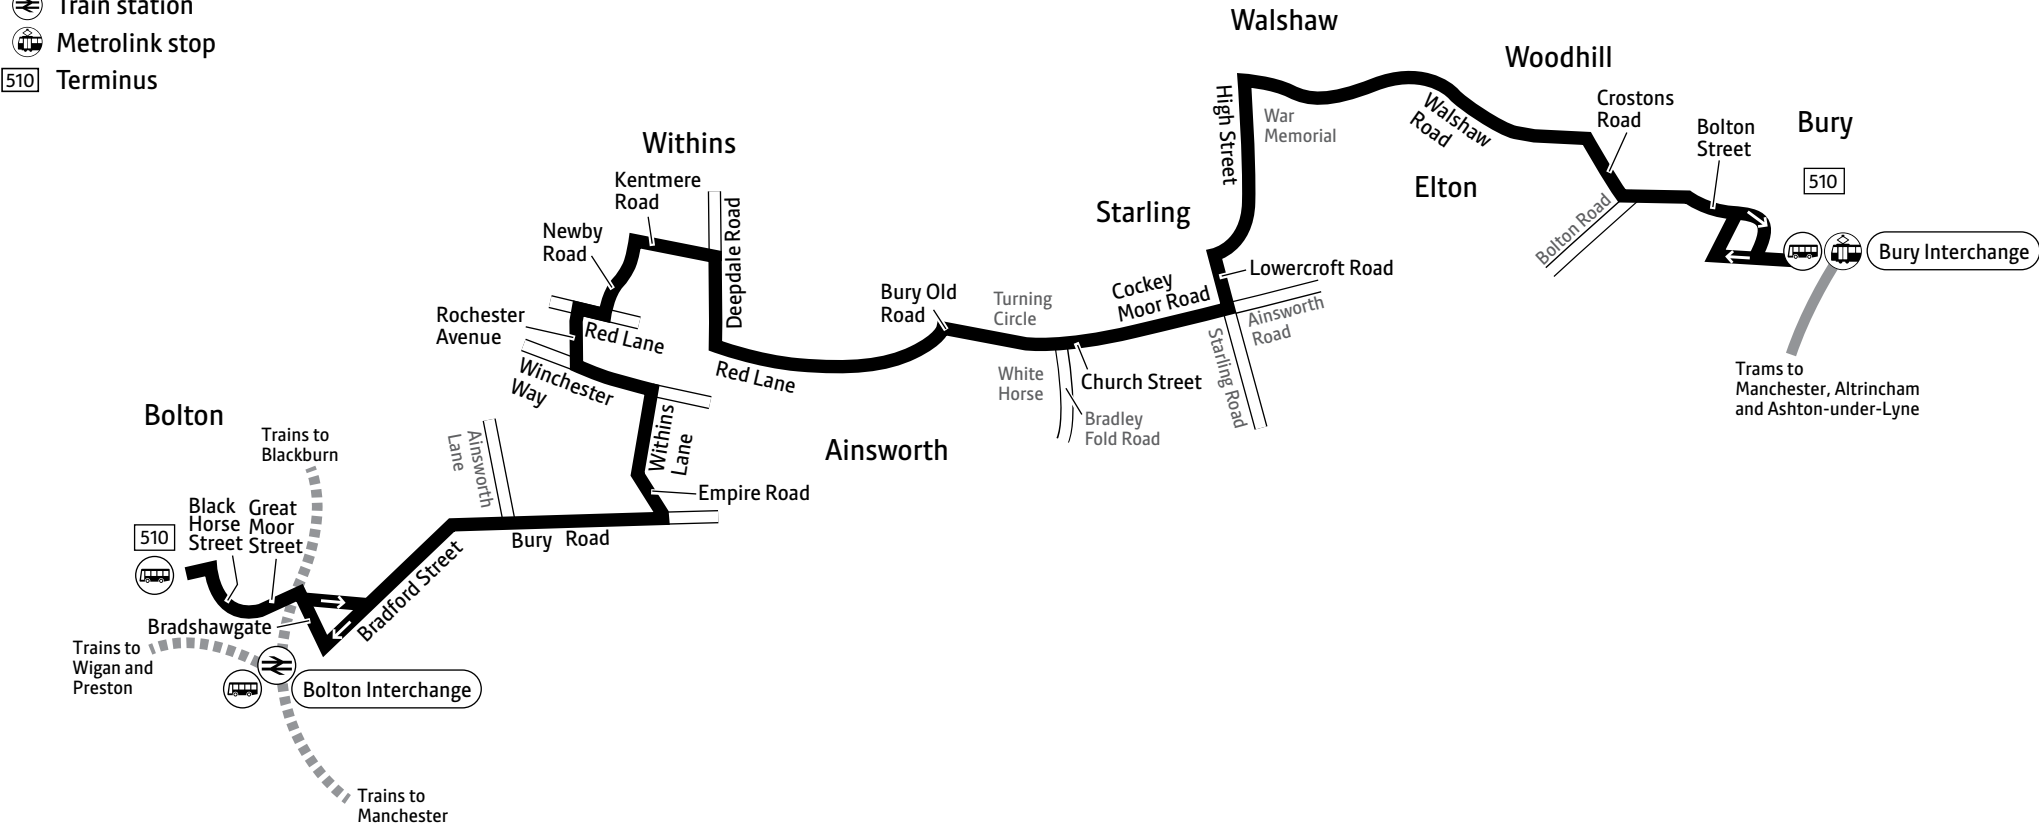 Train station
Metrolink stop
510 Terminus
Walshaw
Woodhill
Crostons
Road
Bolton
Street
Bury
510
High Street
War
Memorial
Walshaw
Road
Elton
Bolton Road
Bury Interchange
Trams to
Manchester, Altrincham
and Ashton-under-Lyne
Withins
Kentmere
Road
Newby
Road
Deepdale Road
Rochester
Avenue
Red Lane
Winchester
Way
Red Lane
Bury Old
Road
Turning
Circle
Starling
Cockey
Moor Road
Lowercroft Road
Ainsworth
Road
Starling Road
White
Horse
Church Street
Bradley
Fold Road
Ainsworth
Withins
Lane
Empire Road
Ainsworth
Lane
Bury Road
Bolton
Trains to
Blackburn
Black
Horse
Street
Great
Moor
Street
510
Bradford Street
Bradshawgate
Trains to
Wigan and
Preston
Bolton Interchange
Trains to
Manchester